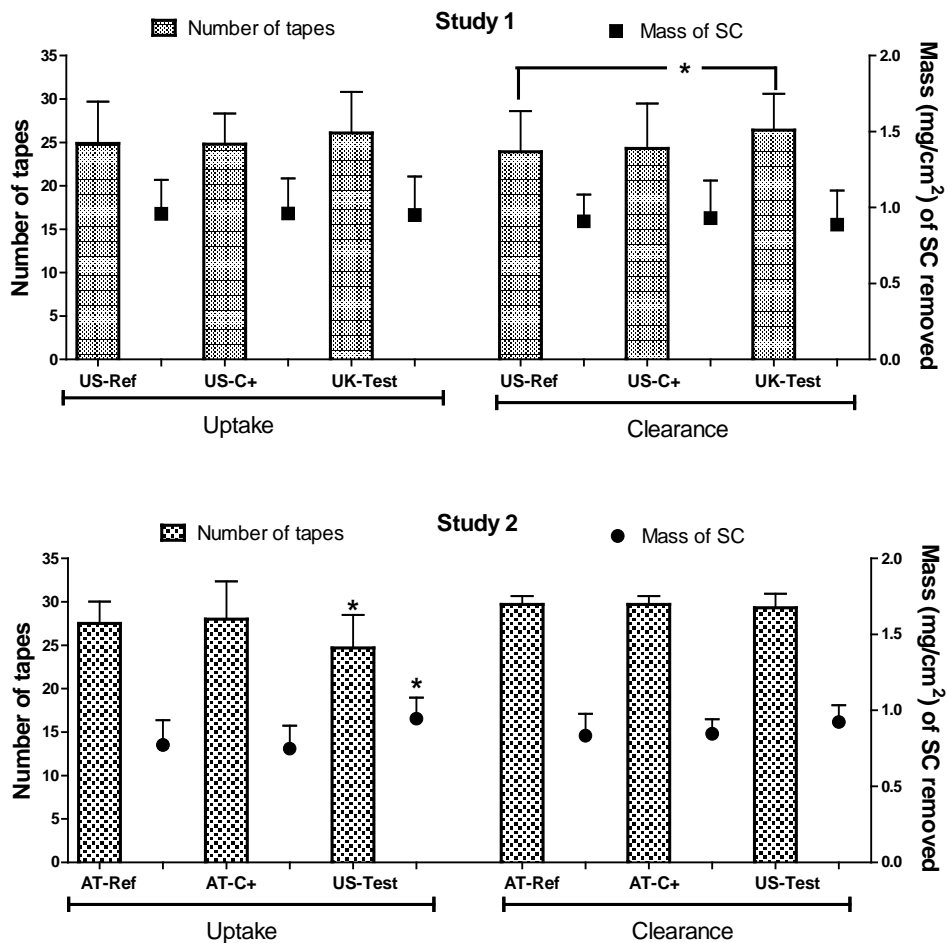 Study 1
Number of tapes
Mass of SC
35
30
25
20
15
10
5
0
Number of tapes
2.0
1.5
1.0
0.5
0.0
Mass (mg/cm²) of SC removed
*
US-Ref US-C+ UK-Test US-Ref US-C+ UK-Test
Uptake Clearance
Study 2
Number of tapes
Mass of SC
35
30
25
20
15
10
5
0
Number of tapes
2.0
1.5
1.0
0.5
0.0
Mass (mg/cm²) of SC removed
*
*
AT-Ref AT-C+ US-Test AT-Ref AT-C+ US-Test
Uptake Clearance